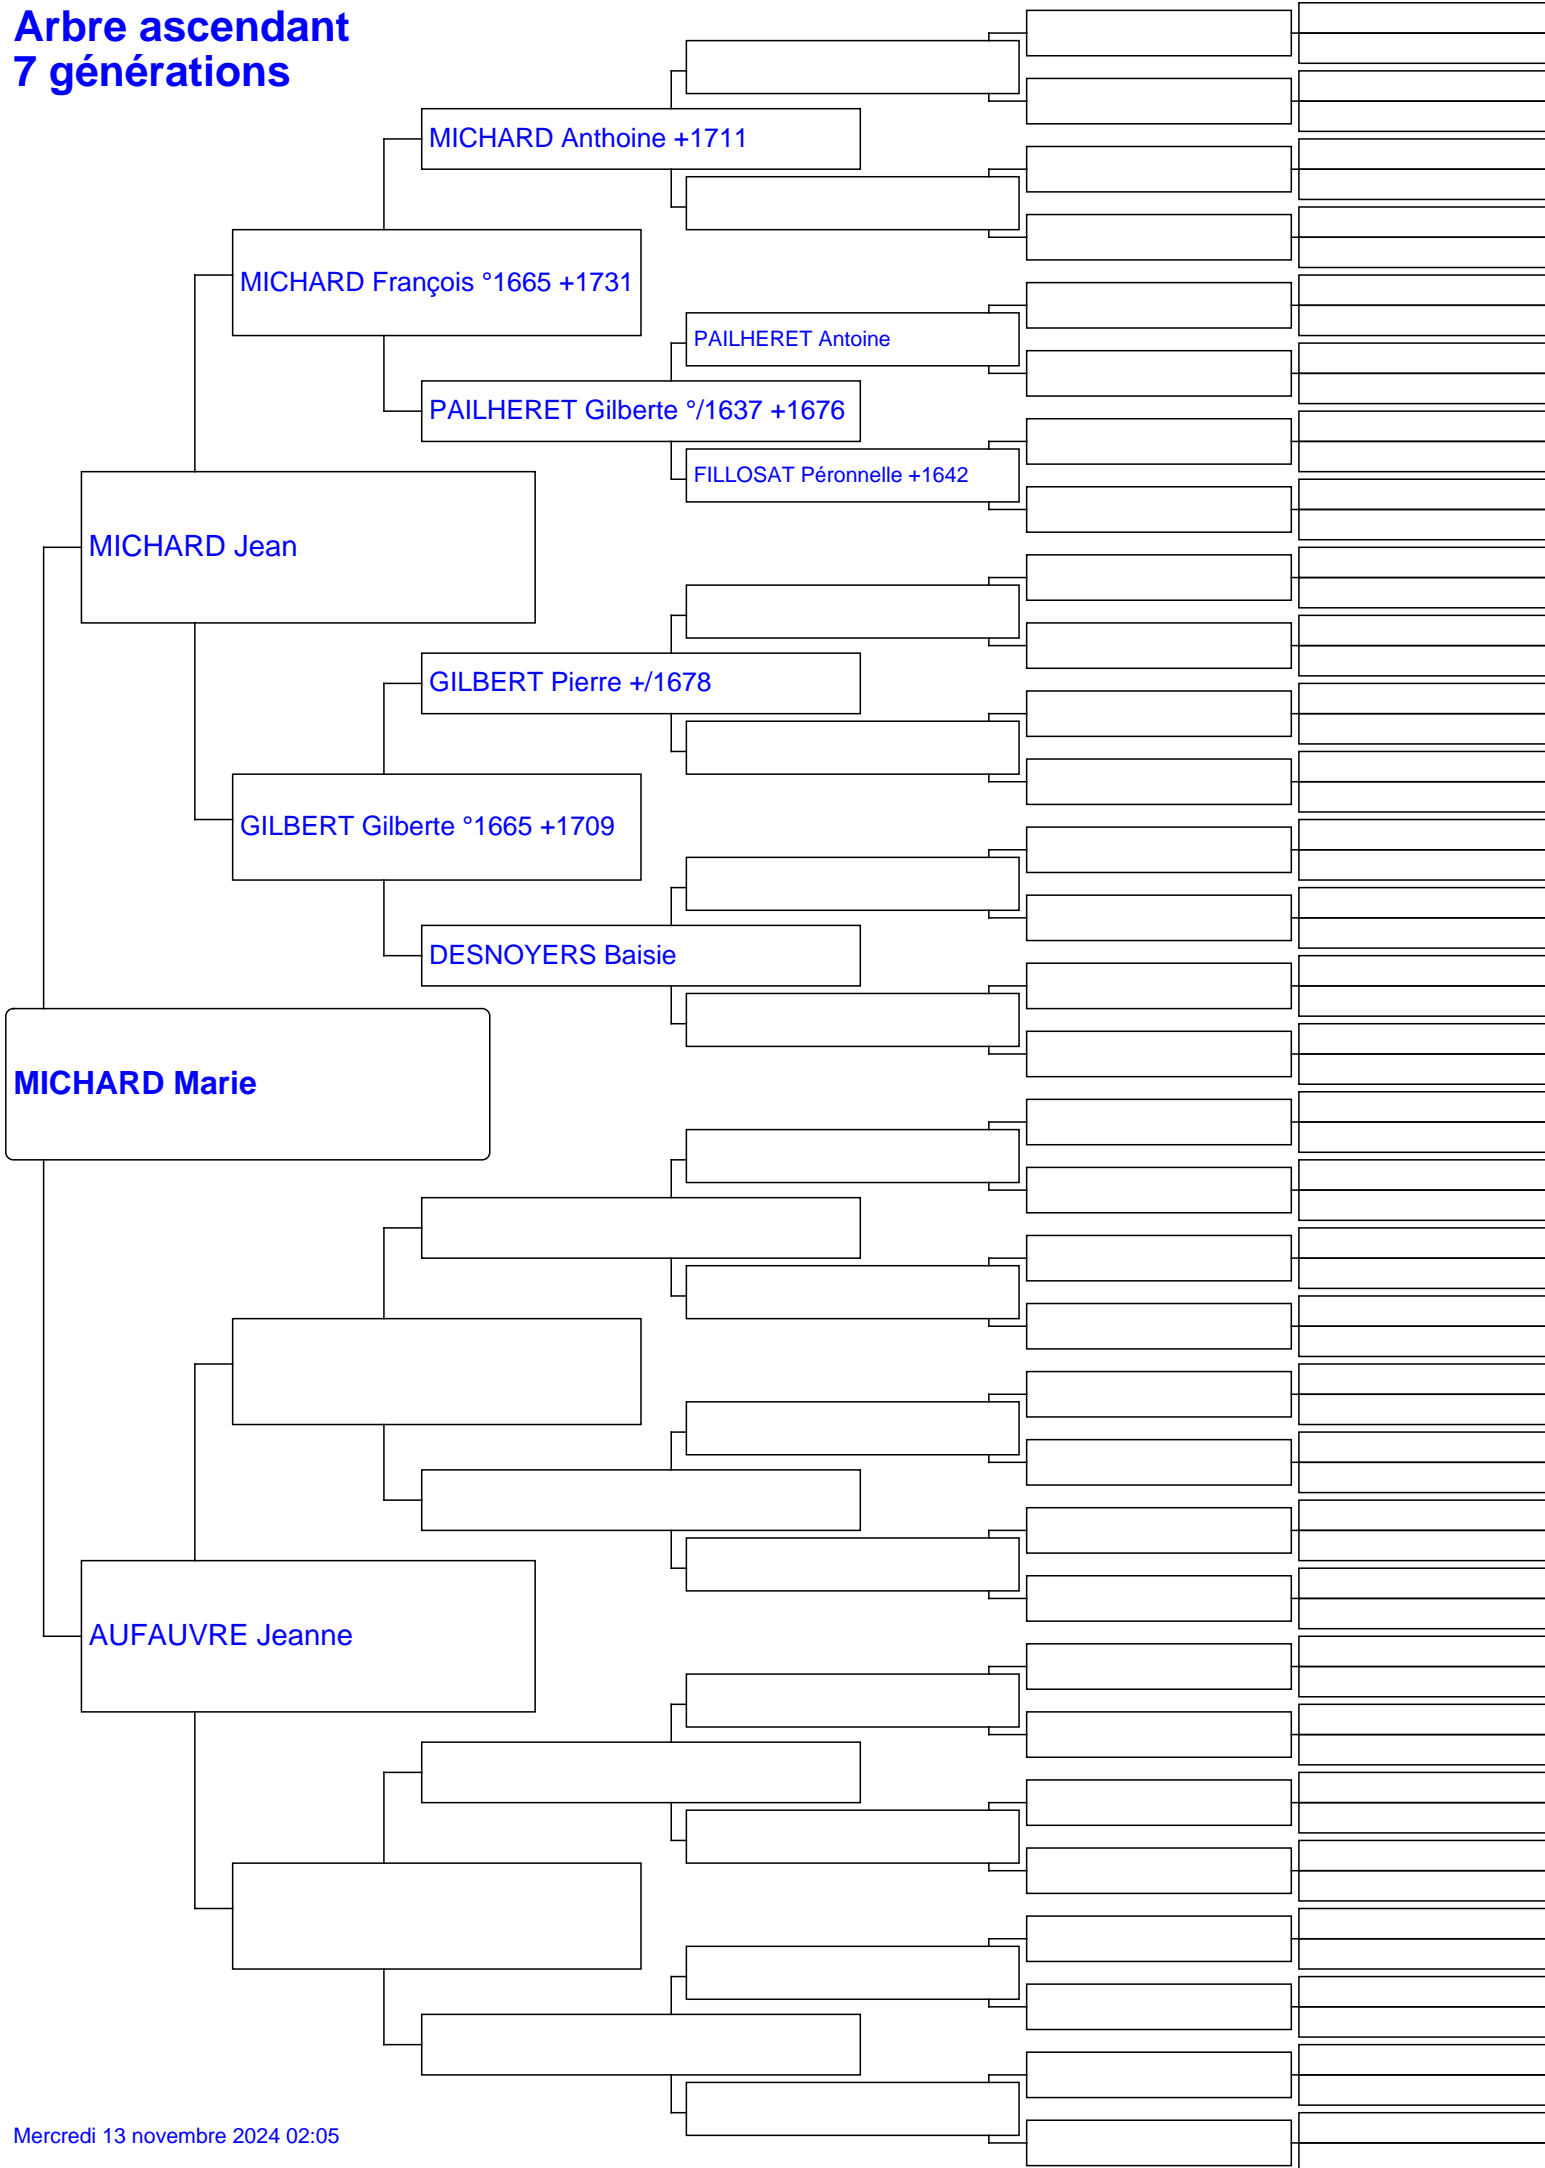 Arbre ascendant
7 générations
MICHARD Anthoine +1711
MICHARD François °1665 +1731
PAILHERET Antoine
PAILHERET Gilberte °/1637 +1676
FILLOSAT Péronnelle +1642
MICHARD Jean
GILBERT Pierre +/1678
GILBERT Gilberte °1665 +1709
DESNOYERS Baisie
MICHARD Marie
AUFAUVRE Jeanne
Mercredi 13 novembre 2024 02:05